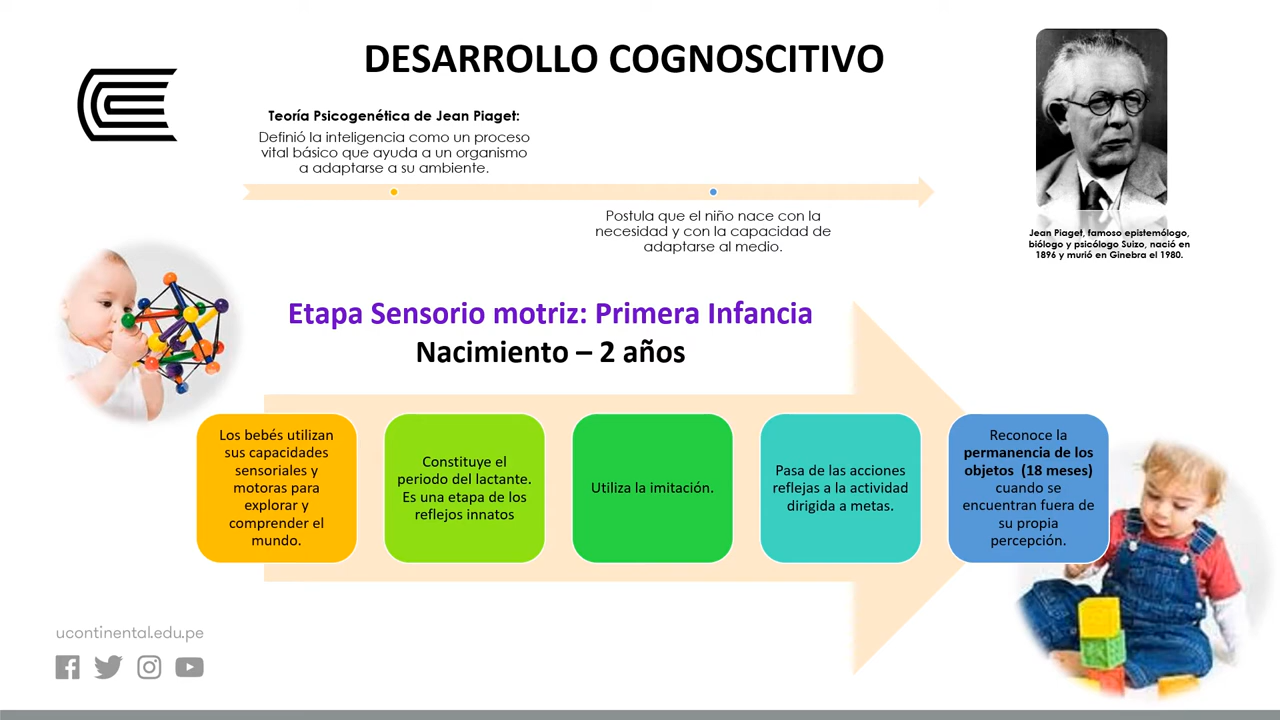 DESARROLLO COGNOSCITIVO
Teoría Psicogenética de Jean Piaget:
Definió la inteligencia como un proceso
vital básico que ayuda a un organismo
a adaptarse a su ambiente.
Postula que el niño nace con la
necesidad y con la capacidad de
adaptarse al medio.
Jean Piaget, famoso epistemólogo,
biólogo y psicólogo Suizo, nació en
1896 y murió en Ginebra el 1980.
Etapa Sensorio motriz: Primera Infancia
Nacimiento – 2 años
Los bebés utilizan
sus capacidades
sensoriales y
motoras para
explorar y
comprender el
mundo.
Constituye el
periodo del lactante.
Es una etapa de los
reflejos innatos
Utiliza la imitación.
Pasa de las acciones
reflejas a la actividad
dirigida a metas.
Reconoce la
permanencia de los
objetos (18 meses)
cuando se
encuentran fuera de
su propia
percepción.
ucontinental.edu.pe